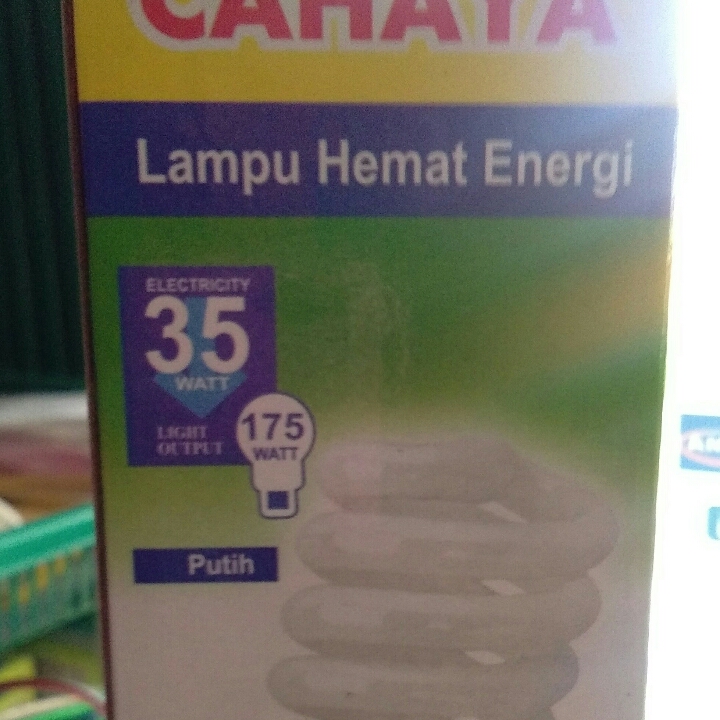 CAHAYA
Lampu Hemat Energi
ELECTRICITY
35
WATT
LIGHT
OUTPUT
175
WATT
Putih